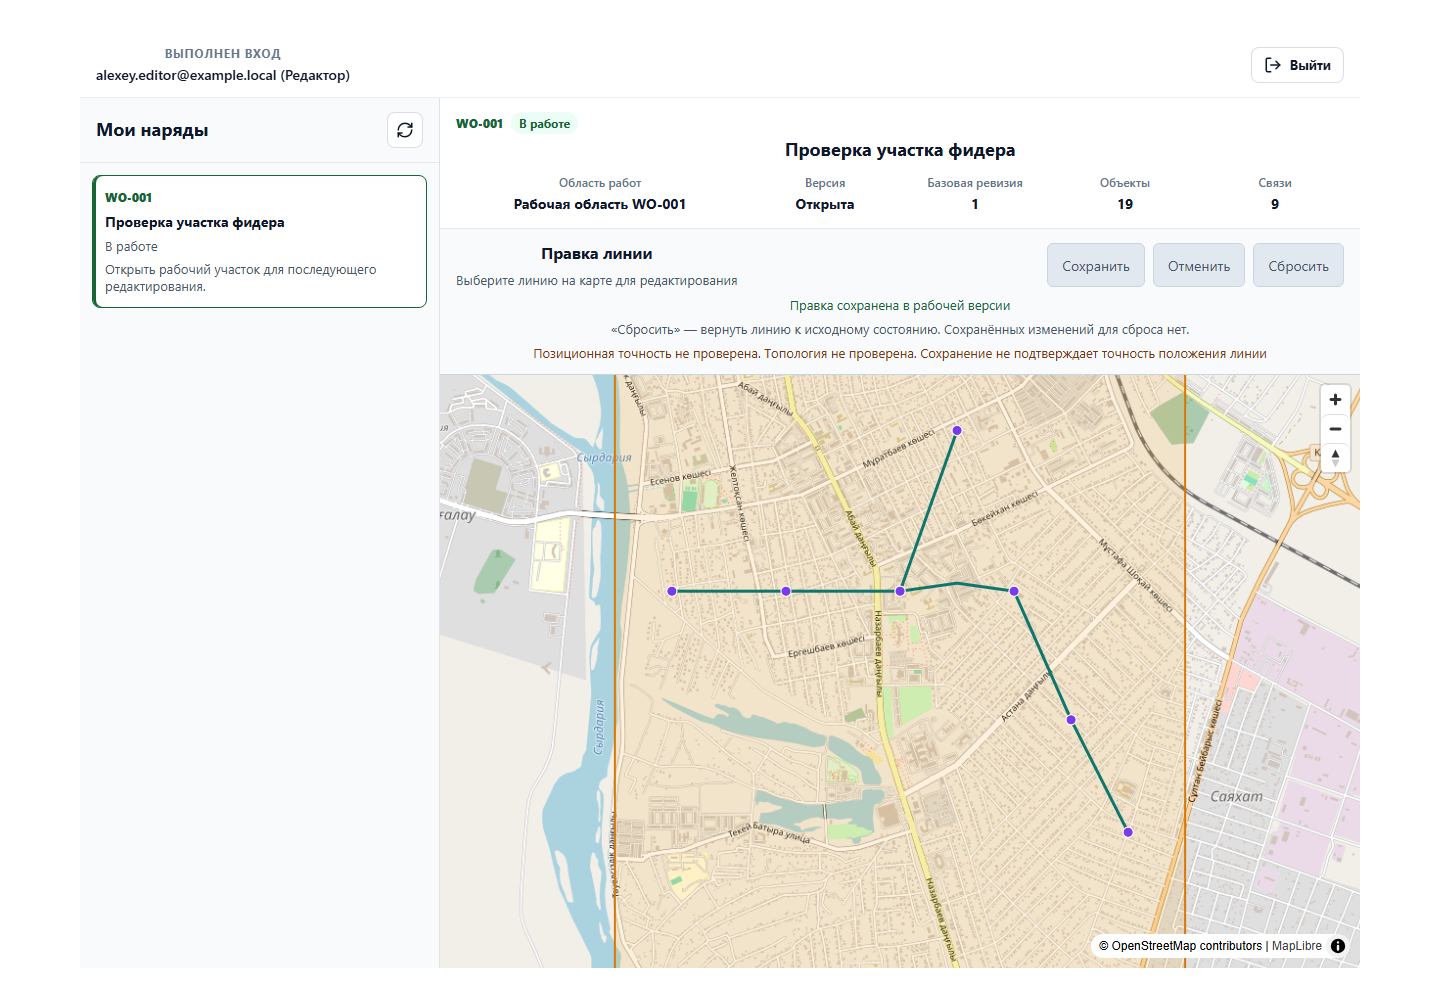 ВЫПОЛНЕН ВХОД
alexey.editor@example.local (Редактор)
Выйти
Мои наряды
WO-001
Проверка участка фидера
В работе
Открыть рабочий участок для последующего
редактирования.
WO-001 В работе
Проверка участка фидера
Область работ Версия Базовая ревизия Объекты Связи
Рабочая область WO-001 Открыта 1 19 9
Правка линии
Выберите линию на карте для редактирования
Сохранить Отменить Сбросить
Правка сохранена в рабочей версии
«Сбросить» — вернуть линию к исходному состоянию. Сохранённых изменений для сброса нет.
Позиционная точность не проверена. Топология не проверена. Сохранение не подтверждает точность положения линии
Абай даңғылы
Сырдария
Есенов көшесі
Желтоқсан көшесі
Мұратбаев көшесі
Абай даңғылы
Бөкейхан көшесі
Мұстафа Шоқай көшесі
Назарбаев даңғылы
Ергешбаев көшесі
Астана даңғылы
Сырдария
Сұлтан Бейбарыс көшесі
Саяхат
Текей Батыра улица
Назарбаев даңғылы
© OpenStreetMap contributors | MapLibre